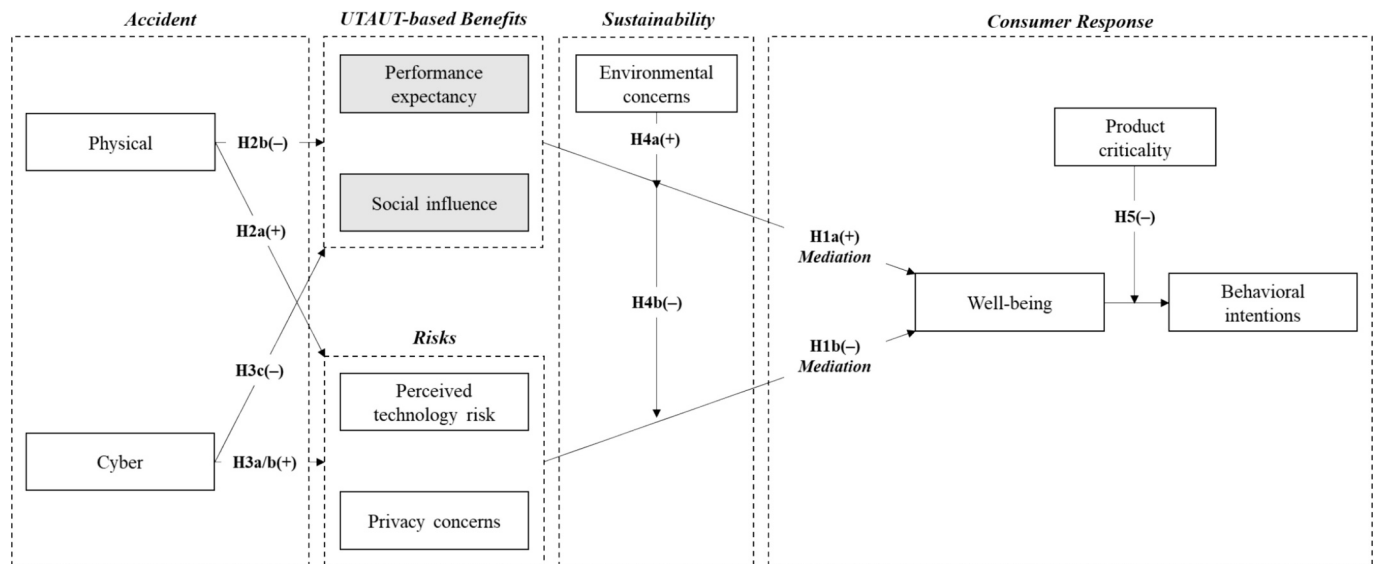 Accident
UTAUT-based Benefits
Sustainability
Consumer Response
Physical
Cyber
H2b(–)
H2a(+)
H3c(–)
H3a/b(+)
Performance
expectancy
Social influence
Risks
Perceived
technology risk
Privacy concerns
Environmental
concerns
H4a(+)
H4b(–)
H1a(+)
Mediation
H1b(–)
Mediation
Well-being
Product
criticality
H5(–)
Behavioral
intentions